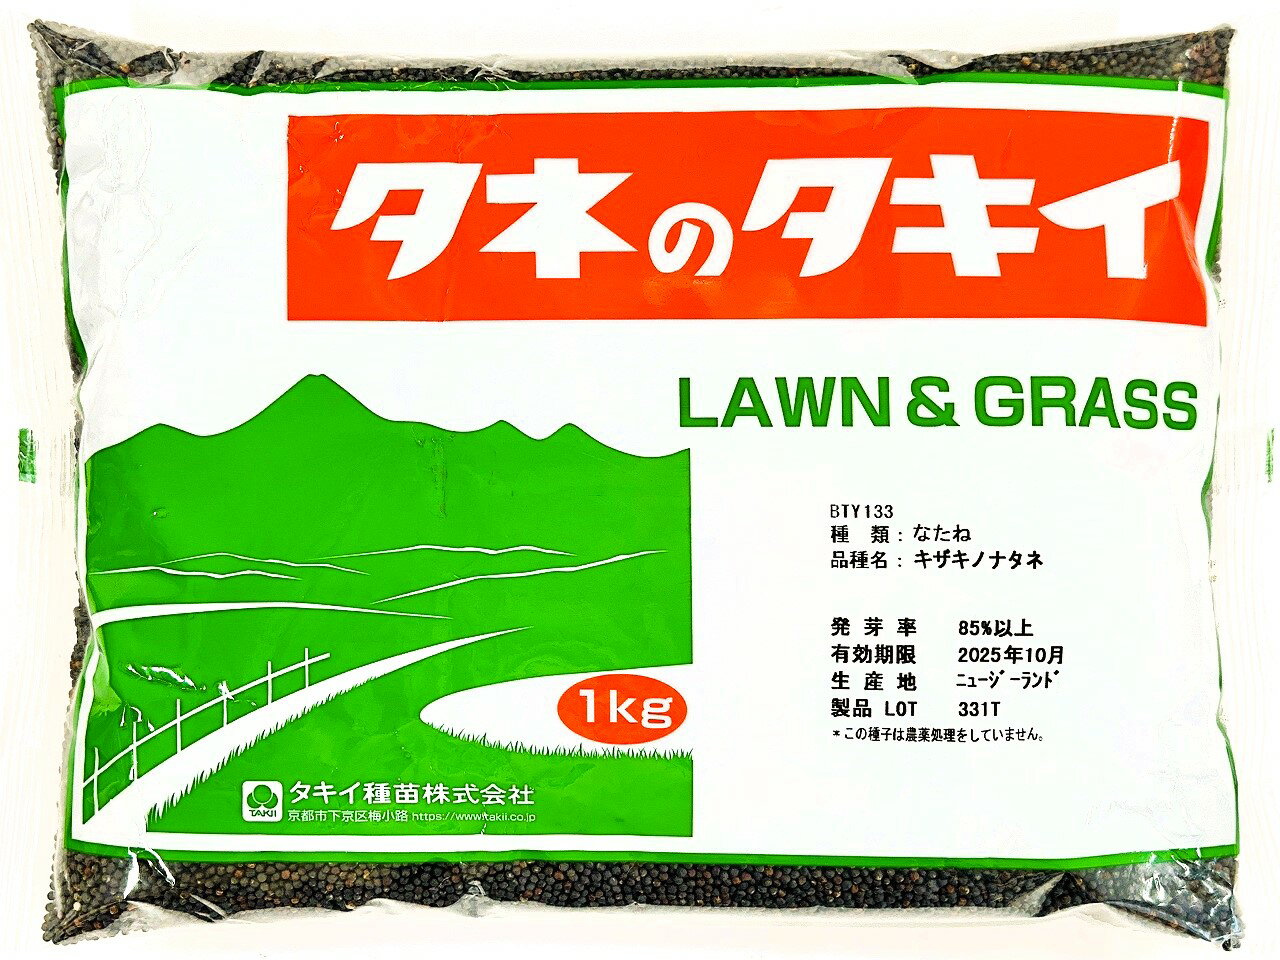 タネのタキイ
LAWN & GRASS
BTY133
種 類：なたね
品種名：キザキノナタネ
発芽率 85%以上
有効期限 2025年10月
生産地 ﾆｭｰｼﾞｰﾗﾝﾄﾞ
製品 LOT 331T
＊この種子は農薬処理をしていません。
1kg
TAKII
タキイ種苗株式会社
京都市下京区梅小路 https://www.takii.co.jp